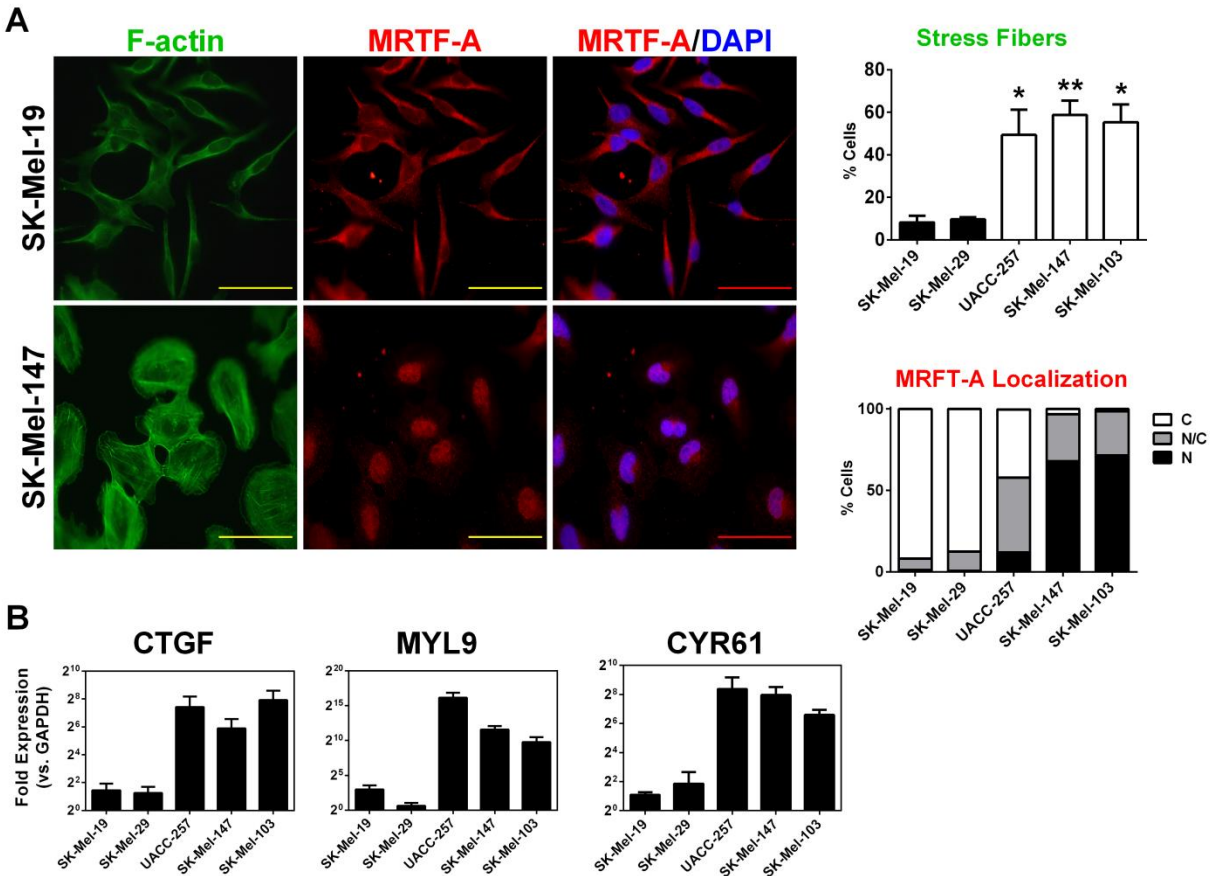 A
F-actin
MRTF-A
MRTF-A/DAPI
SK-Mel-19
SK-Mel-147
Stress Fibers
80
60
40
20
0
% Cells
*
**
*
SK-Mel-19
SK-Mel-29
UACC-257
SK-Mel-147
SK-Mel-103
MRFT-A Localization
100
50
0
% Cells
C
N/C
N
SK-Mel-19
SK-Mel-29
UACC-257
SK-Mel-147
SK-Mel-103
B
CTGF
Fold Expression
(vs. GAPDH)
2^10
2^8
2^6
2^4
2^2
2^0
SK-Mel-19
SK-Mel-29
UACC-257
SK-Mel-147
SK-Mel-103
MYL9
2^20
2^15
2^10
2^5
2^0
SK-Mel-19
SK-Mel-29
UACC-257
SK-Mel-147
SK-Mel-103
CYR61
2^10
2^8
2^6
2^4
2^2
2^0
SK-Mel-19
SK-Mel-29
UACC-257
SK-Mel-147
SK-Mel-103